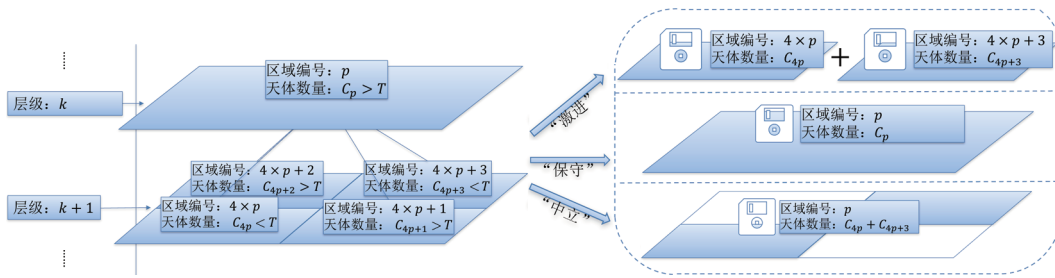 层级：k
区域编号：p
天体数量：C_p > T
层级：k + 1
区域编号：4 × p + 2
天体数量：C_{4p+2} > T
区域编号：4 × p + 3
天体数量：C_{4p+3} < T
区域编号：4 × p
天体数量：C_{4p} < T
区域编号：4 × p + 1
天体数量：C_{4p+1} > T
“激进”
“保守”
“中立”
区域编号：4 × p
天体数量：C_{4p}
+
区域编号：4 × p + 3
天体数量：C_{4p+3}
区域编号：p
天体数量：C_p
区域编号：p
天体数量：C_{4p} + C_{4p+3}